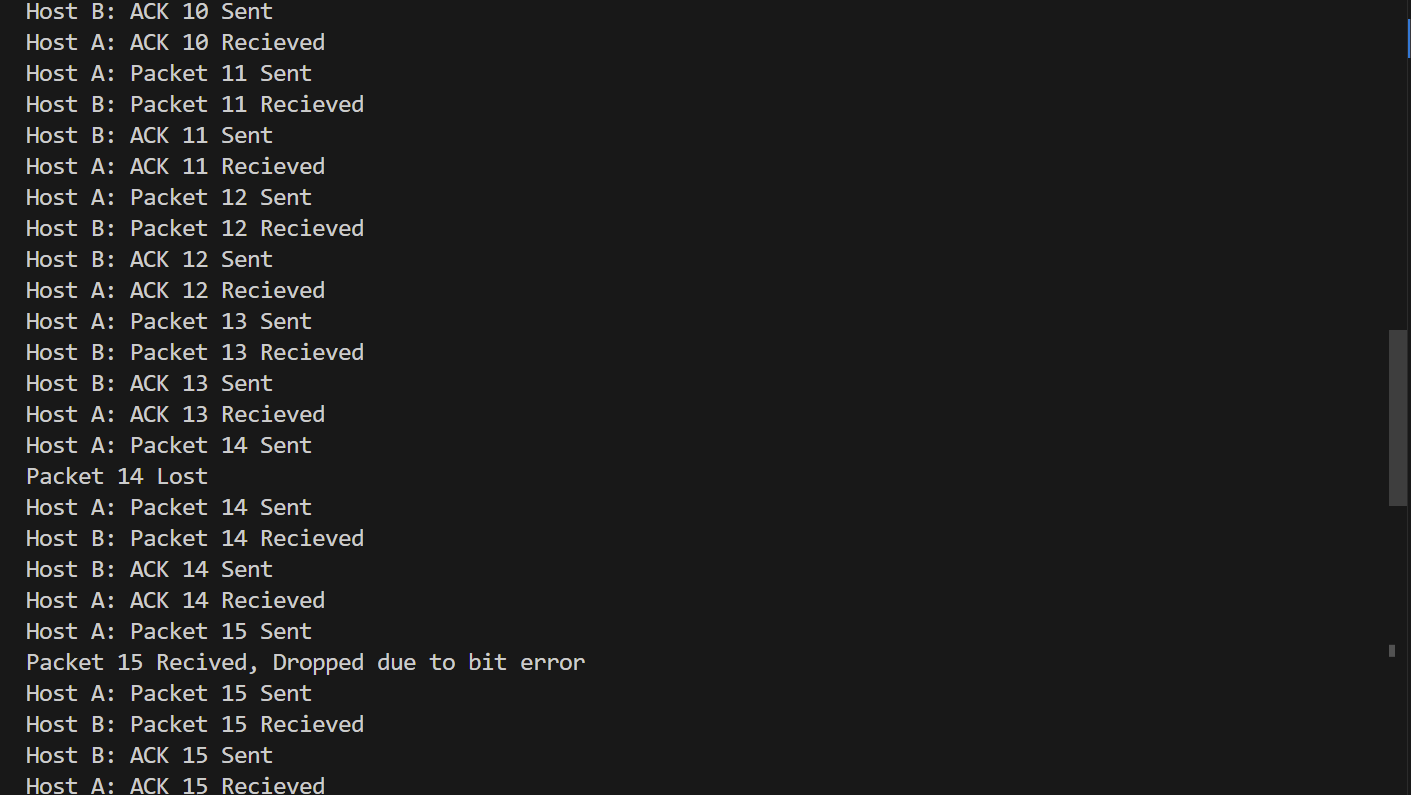 Host B: ACK 10 Sent
Host A: ACK 10 Recieved
Host A: Packet 11 Sent
Host B: Packet 11 Recieved
Host B: ACK 11 Sent
Host A: ACK 11 Recieved
Host A: Packet 12 Sent
Host B: Packet 12 Recieved
Host B: ACK 12 Sent
Host A: ACK 12 Recieved
Host A: Packet 13 Sent
Host B: Packet 13 Recieved
Host B: ACK 13 Sent
Host A: ACK 13 Recieved
Host A: Packet 14 Sent
Packet 14 Lost
Host A: Packet 14 Sent
Host B: Packet 14 Recieved
Host B: ACK 14 Sent
Host A: ACK 14 Recieved
Host A: Packet 15 Sent
Packet 15 Recived, Dropped due to bit error
Host A: Packet 15 Sent
Host B: Packet 15 Recieved
Host B: ACK 15 Sent
Host A: ACK 15 Recieved